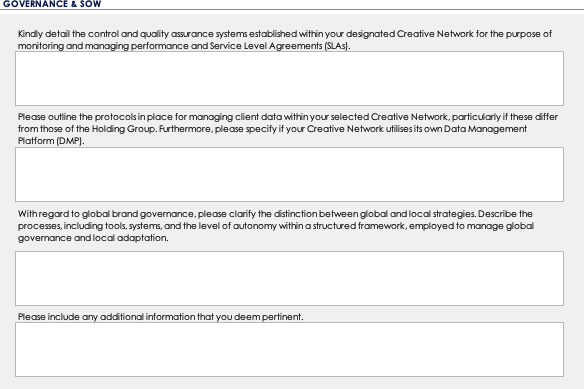 GOVERNANCE & SOW
Kindly detail the control and quality assurance systems established within your designated Creative Network for the purpose of
monitoring and managing performance and Service Level Agreements (SLAs).
Please outline the protocols in place for managing client data within your selected Creative Network, particularly if these differ
from those of the Holding Group. Furthermore, please specify if your Creative Network utilises its own Data Management
Platform (DMP).
With regard to global brand governance, please clarify the distinction between global and local strategies. Describe the
processes, including tools, systems, and the level of autonomy within a structured framework, employed to manage global
governance and local adaptation.
Please include any additional information that you deem pertinent.